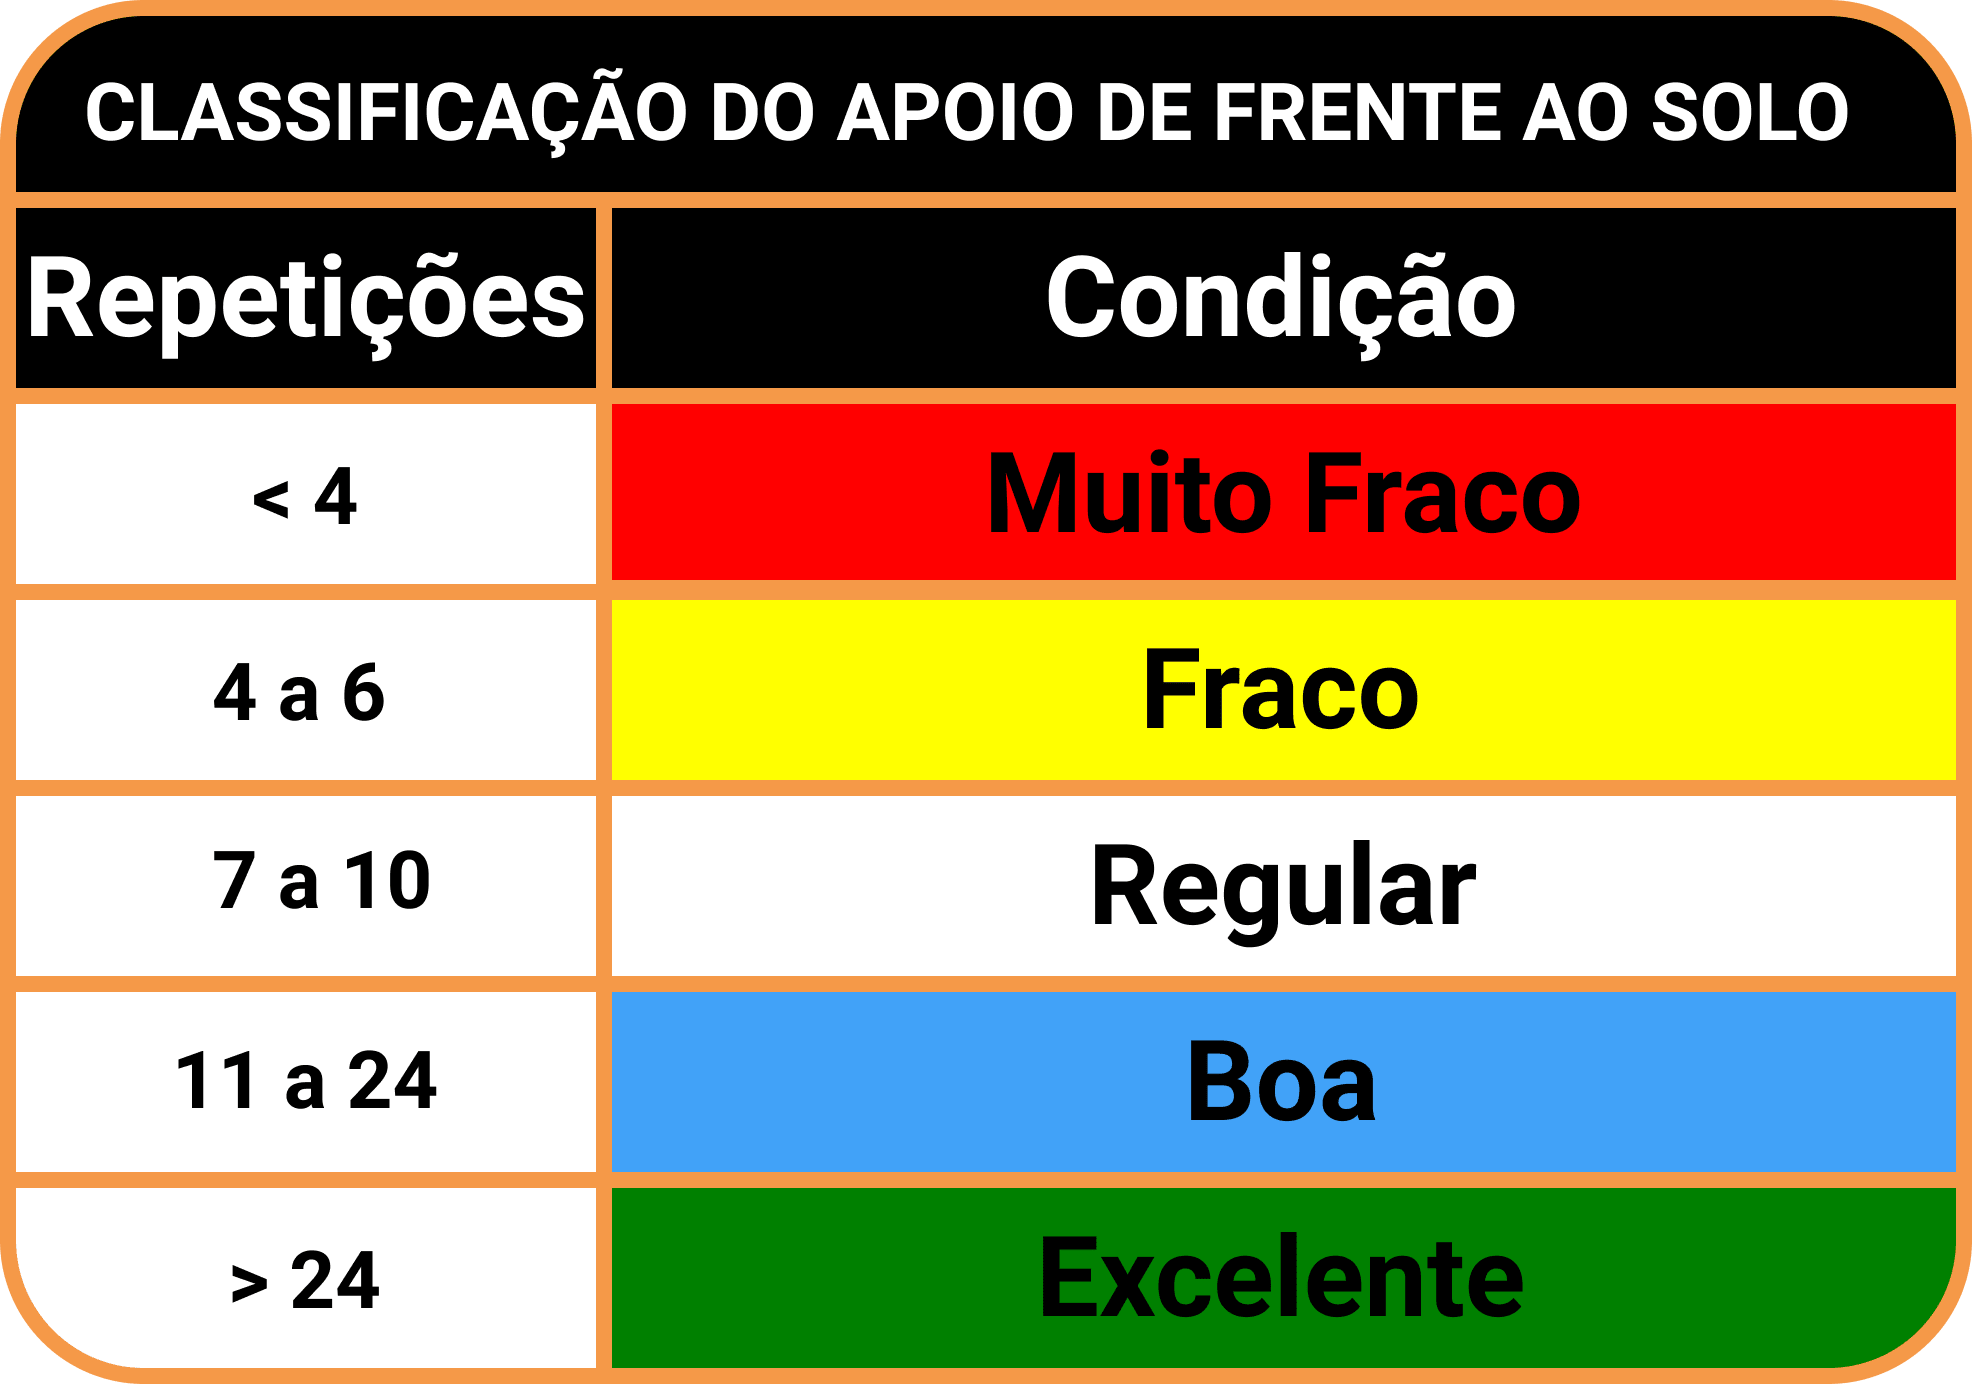 CLASSIFICAÇÃO DO APOIO DE FRENTE AO SOLO
Repetições Condição
< 4 Muito Fraco
4 a 6 Fraco
7 a 10 Regular
11 a 24 Boa
> 24 Excelente